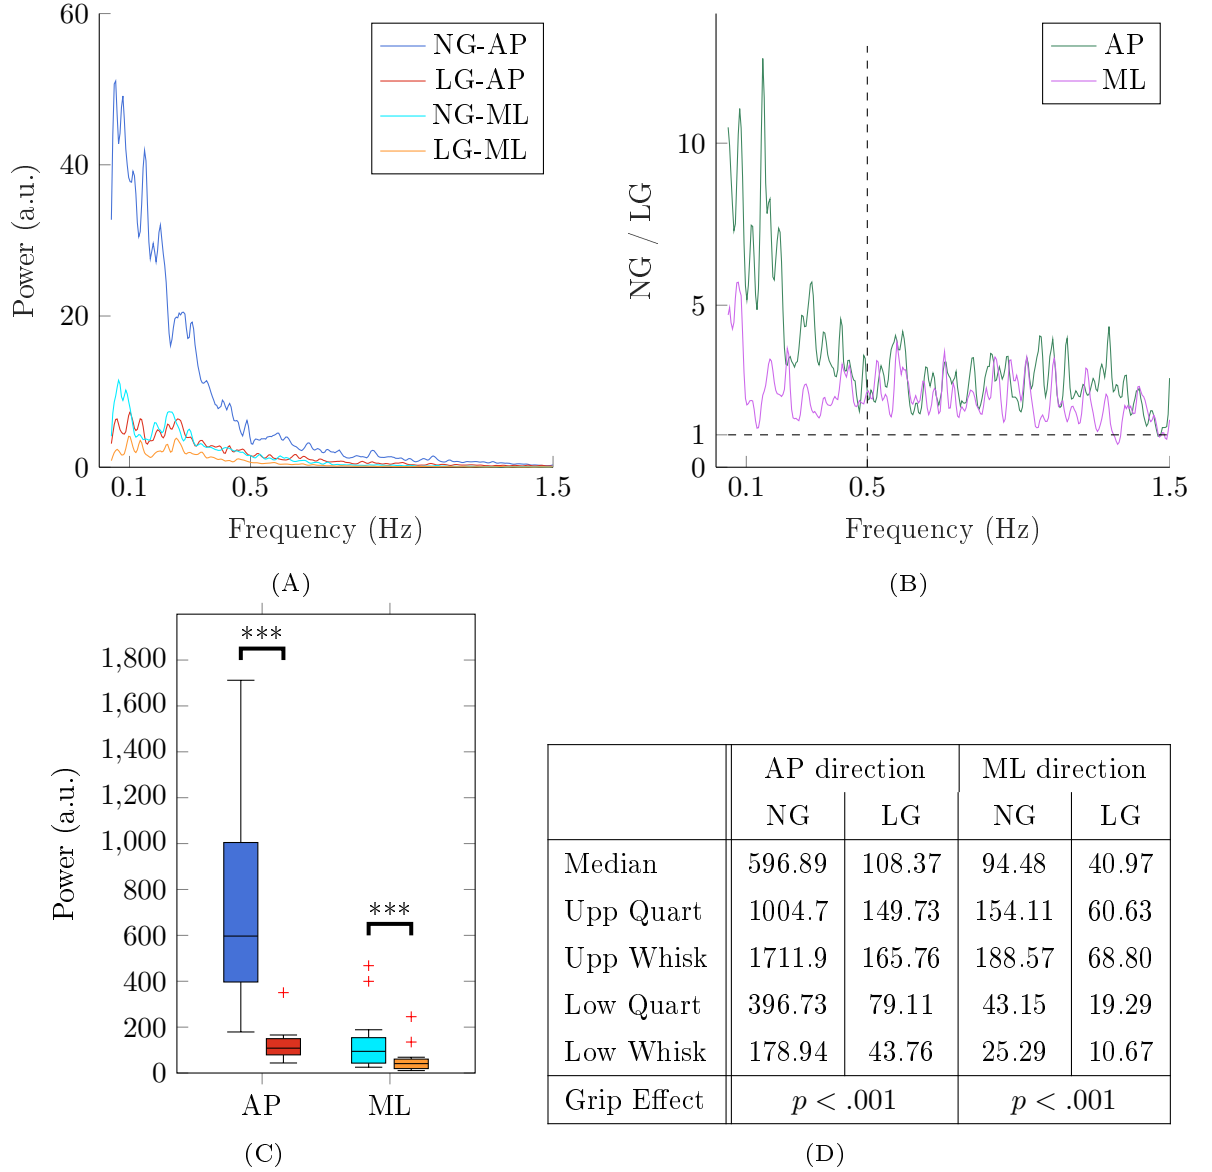 60
40
20
0
0.1 0.5 1.5
Power (a.u.)
Frequency (Hz)
NG-AP
LG-AP
NG-ML
LG-ML
(A)
10
5
1
0
0.1 0.5 1.5
NG / LG
Frequency (Hz)
AP
ML
(B)
1,800
1,600
1,400
1,200
1,000
800
600
400
200
0
Power (a.u.)
***
***
AP ML
(C)
AP direction ML direction
NG LG NG LG
Median 596.89 108.37 94.48 40.97
Upp Quart 1004.7 149.73 154.11 60.63
Upp Whisk 1711.9 165.76 188.57 68.80
Low Quart 396.73 79.11 43.15 19.29
Low Whisk 178.94 43.76 25.29 10.67
Grip Effect p < .001 p < .001
(D)